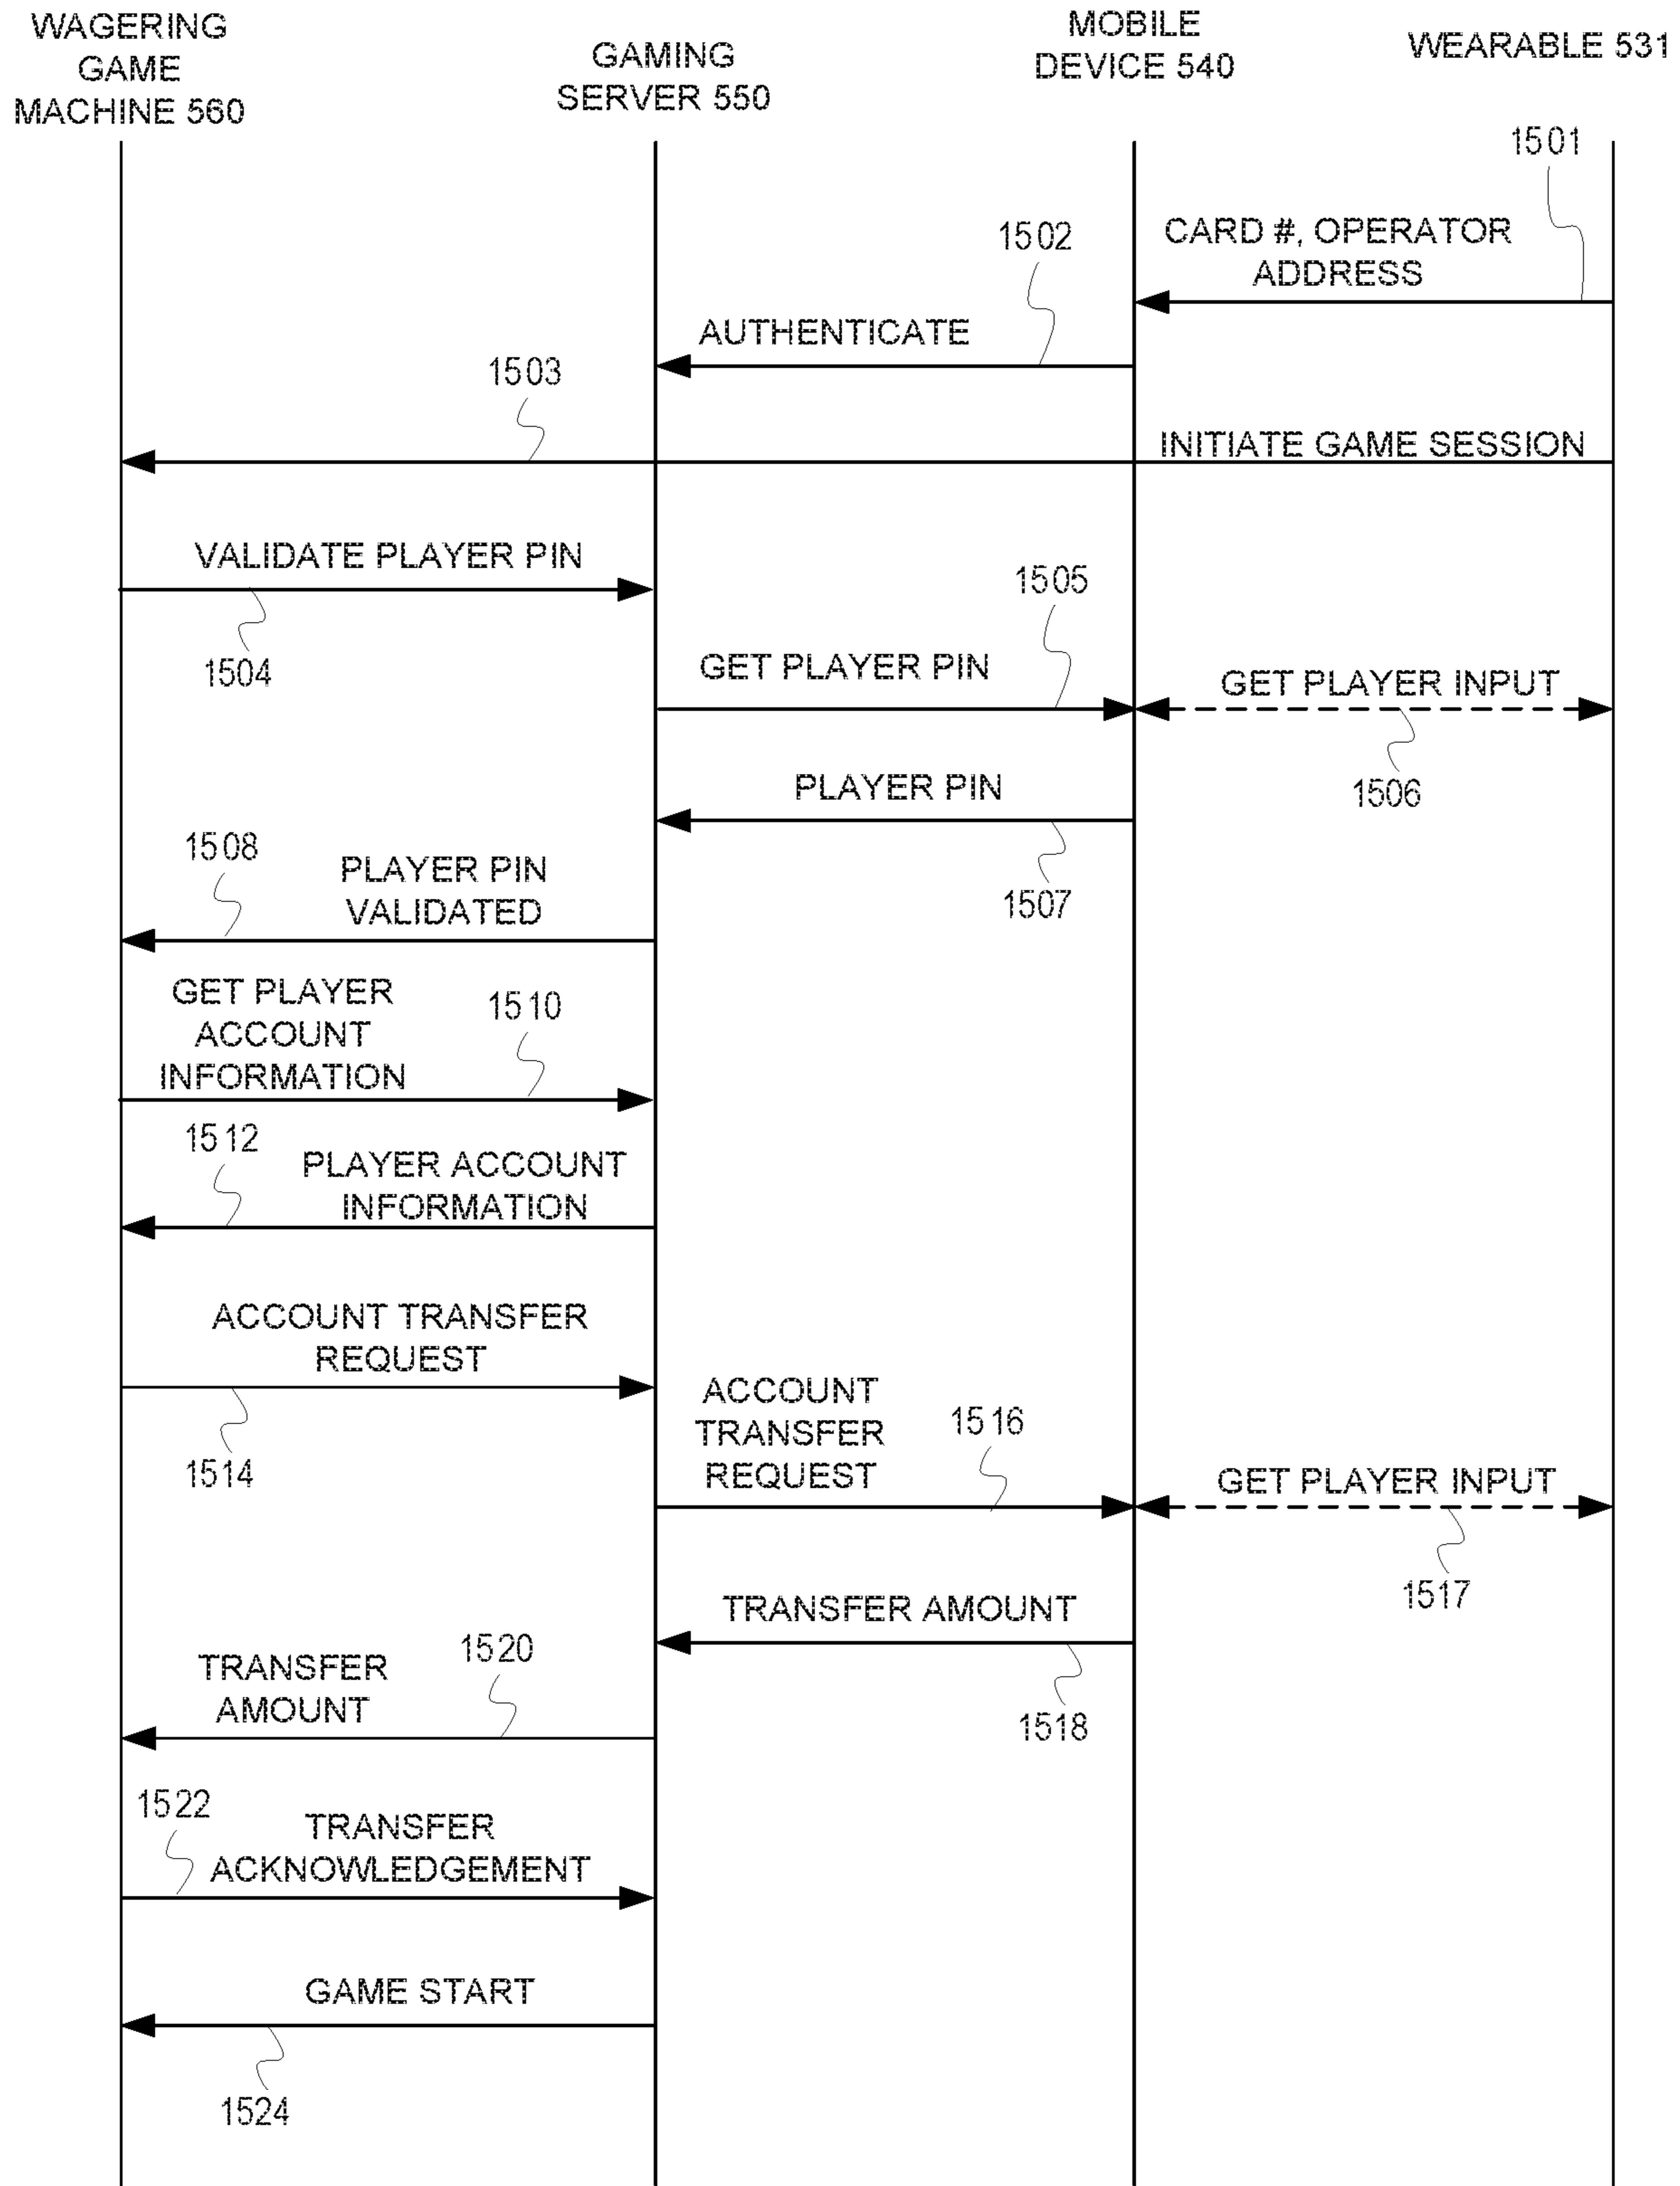 WAGERING
GAME
MACHINE 560
GAMING
SERVER 550
MOBILE
DEVICE 540
WEARABLE 531
1501
CARD #, OPERATOR
ADDRESS
1502
AUTHENTICATE
1503
INITIATE GAME SESSION
VALIDATE PLAYER PIN
1504
1505
GET PLAYER PIN
GET PLAYER INPUT
1506
PLAYER PIN
1507
1508
PLAYER PIN
VALIDATED
GET PLAYER
ACCOUNT
INFORMATION
1510
1512
PLAYER ACCOUNT
INFORMATION
ACCOUNT TRANSFER
REQUEST
1514
ACCOUNT
TRANSFER
REQUEST
1516
GET PLAYER INPUT
1517
TRANSFER AMOUNT
1518
1520
TRANSFER
AMOUNT
1522
TRANSFER
ACKNOWLEDGEMENT
GAME START
1524